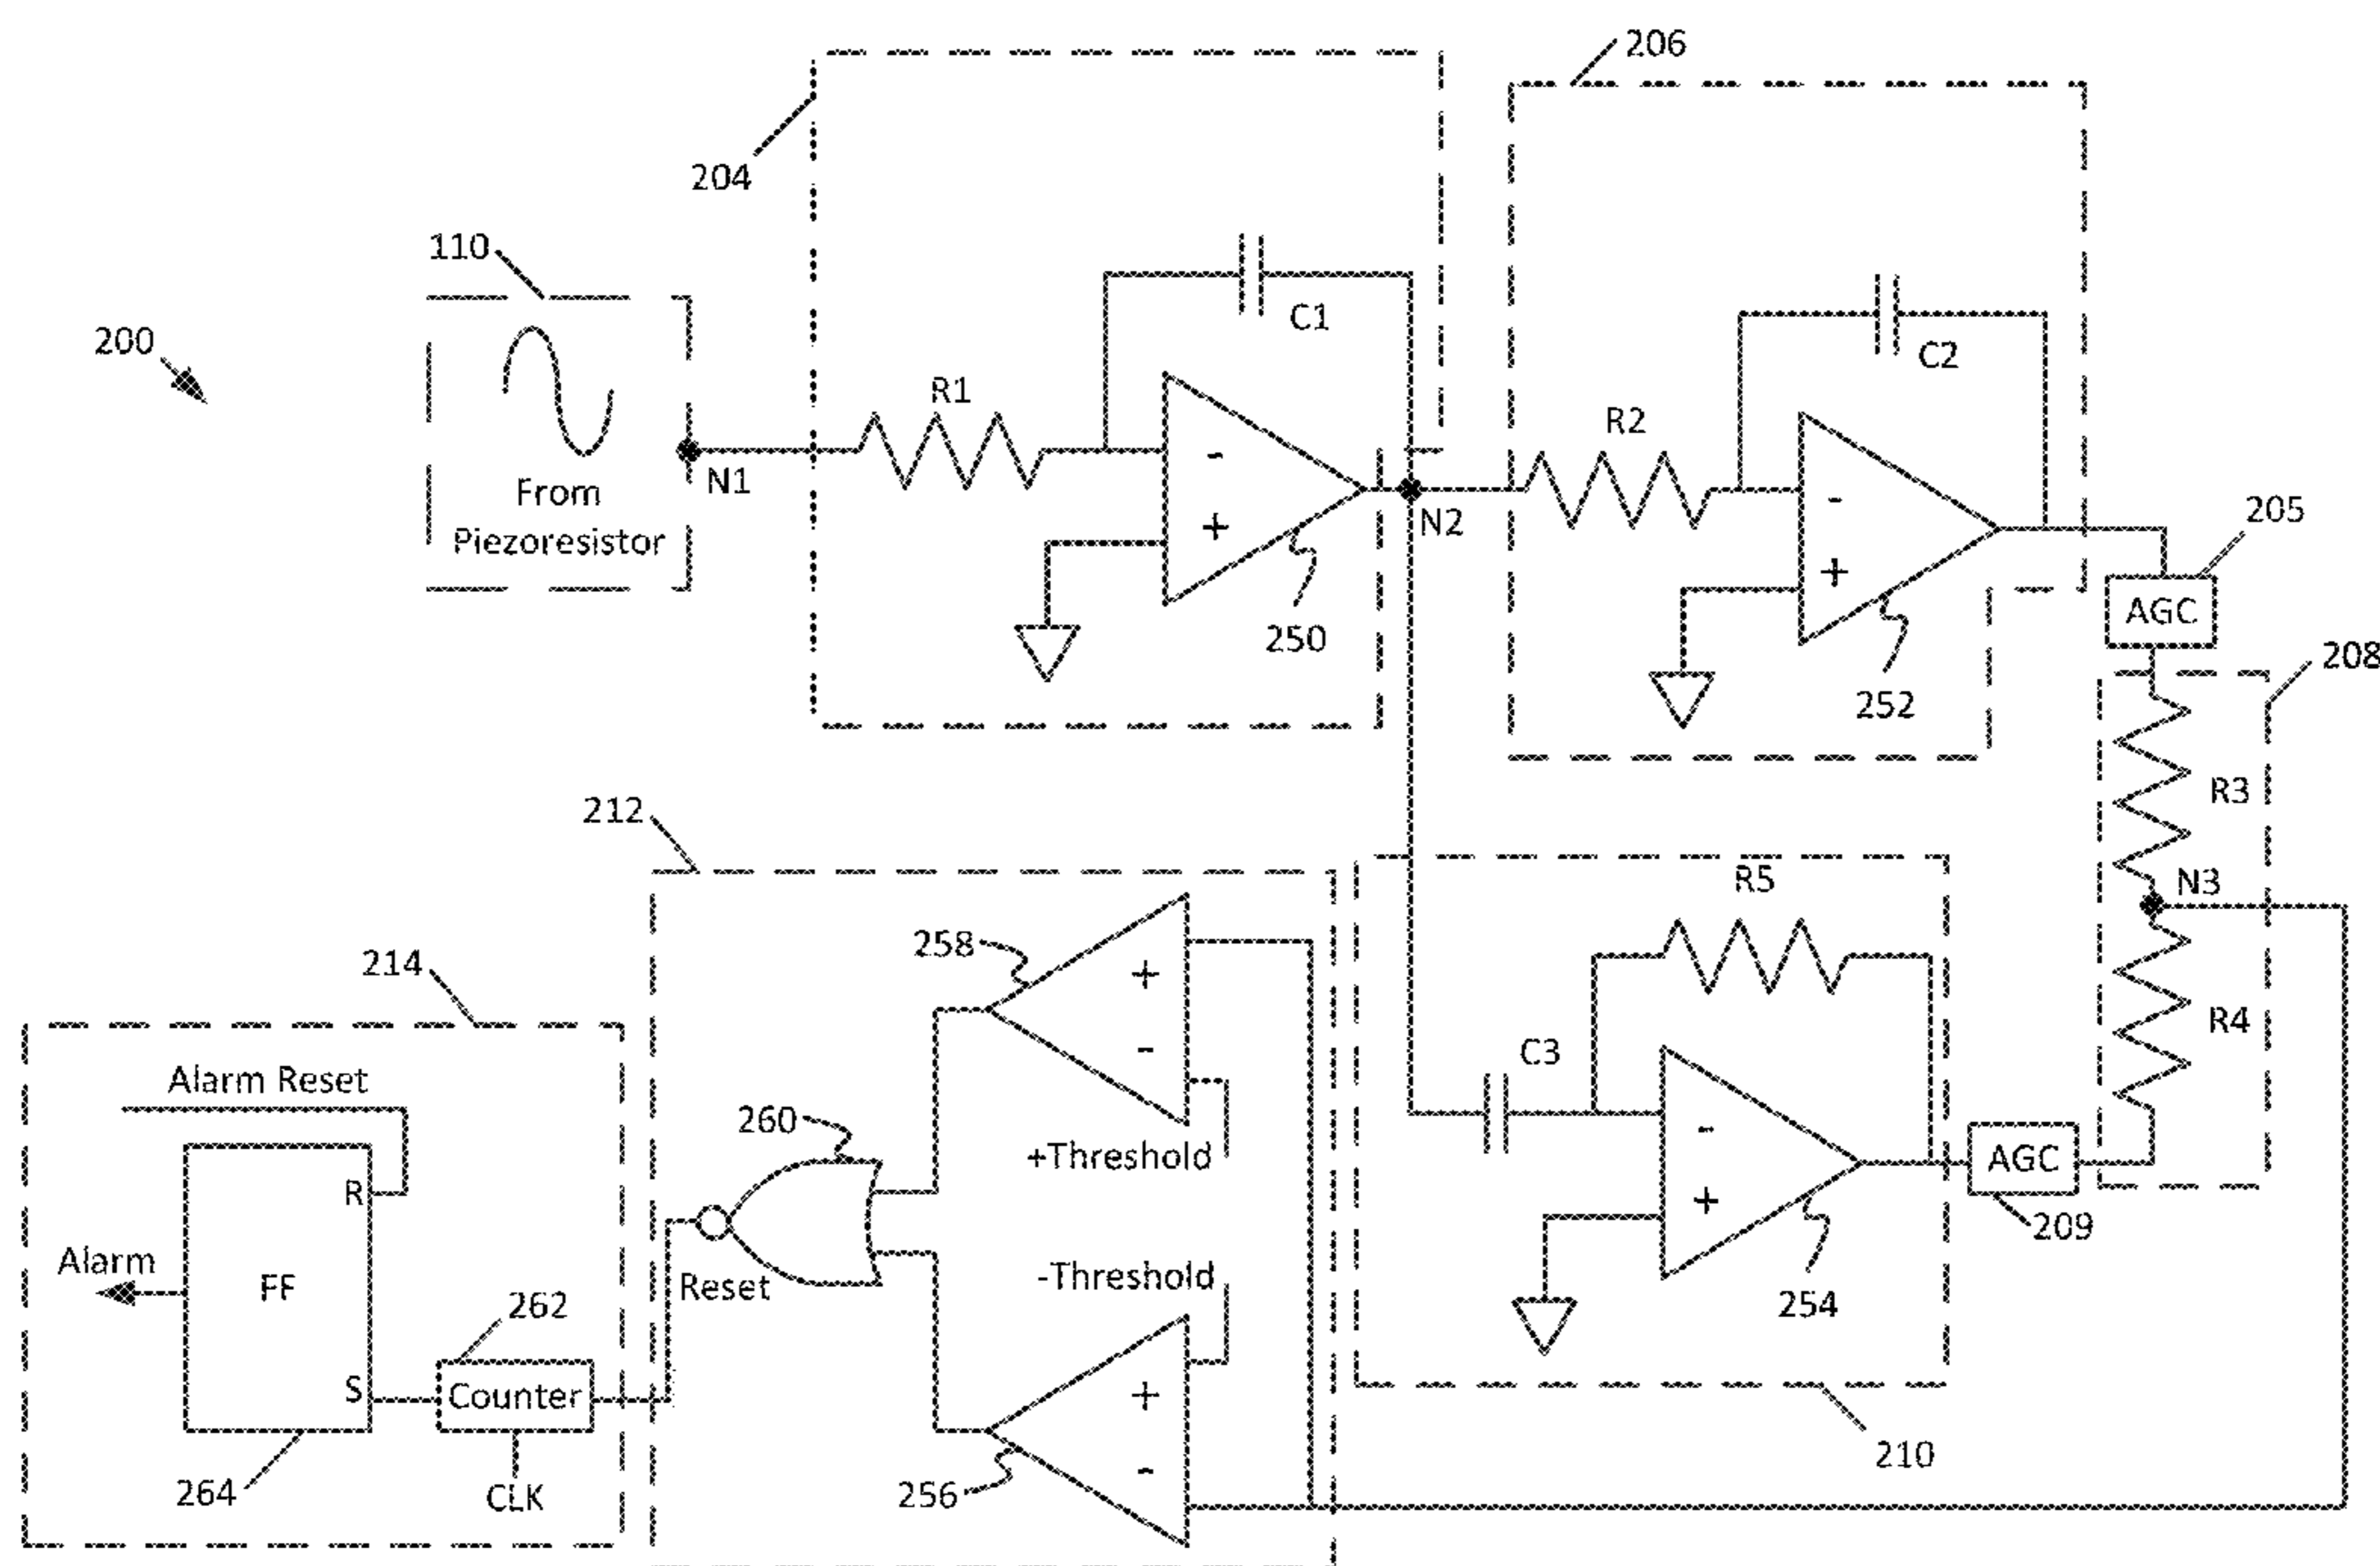 206
204
110
C1
C2
200
R1
R2
From
Piezoresistor
N1
-
+
N2
-
+
205
AGC
250
252
208
R3
212
R5
N3
258
+
-
214
C3
R4
Alarm Reset
260
+Threshold
-
+
AGC
R
209
Alarm
FF
Reset
-Threshold
254
262
S
Counter
+
-
210
264
CLK
256